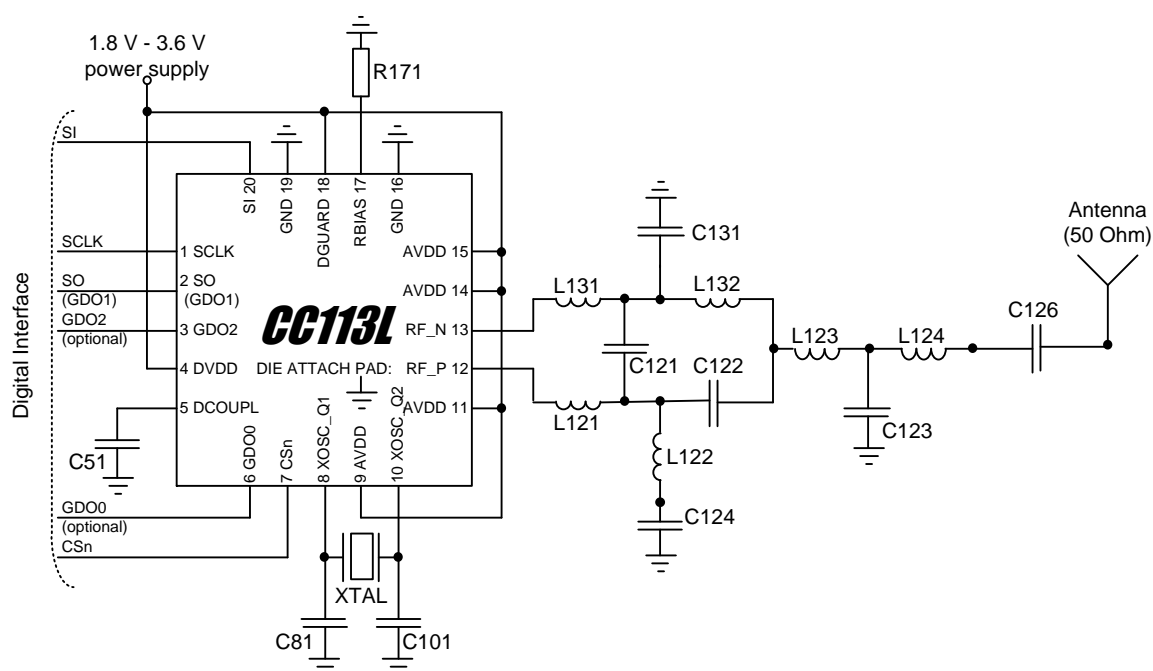 1.8 V - 3.6 V
power supply
R171
SI
SI 20
GND 19
DGUARD 18
RBIAS 17
GND 16
Antenna
(50 Ohm)
C131
SCLK
1 SCLK
AVDD 15
SO
(GDO1)
2 SO
(GDO1)
AVDD 14
L131
L132
C126
GDO2
(optional)
3 GDO2
CC113L
RF_N 13
L123
L124
4 DVDD
DIE ATTACH PAD:
RF_P 12
C121
C122
Digital Interface
5 DCOUPL
AVDD 11
L121
C123
C51
6 GDO0
7 CSn
8 XOSC_Q1
9 AVDD
10 XOSC_Q2
L122
GDO0
(optional)
C124
CSn
XTAL
C81
C101